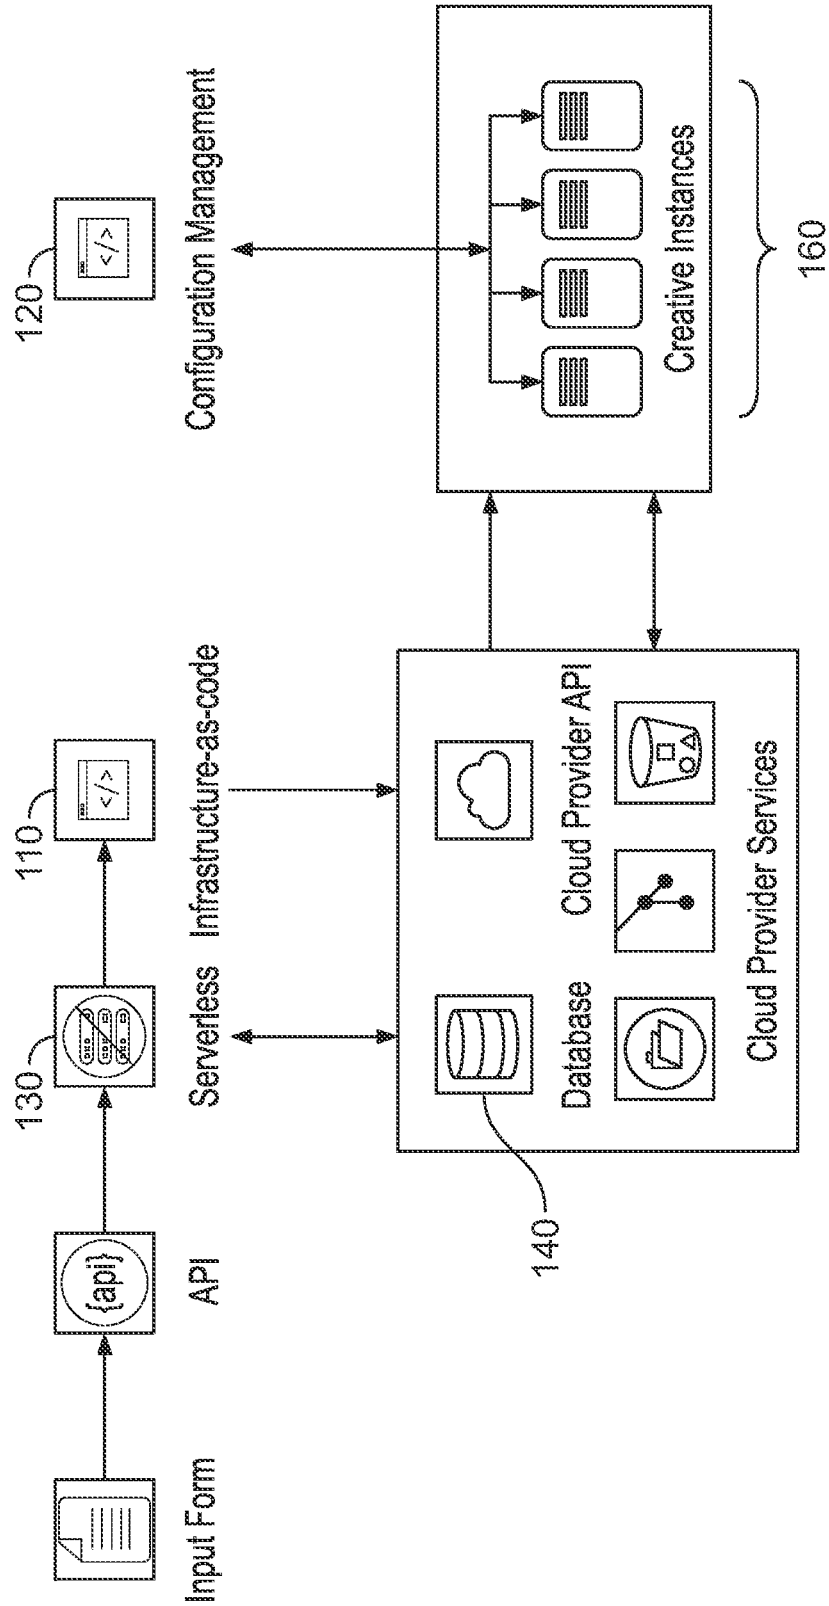 120
</>
Configuration Management
Creative Instances
160
110
</>
Infrastructure-as-code
130
Serverless
{api}
API
Input Form
Cloud Provider API
Database
Cloud Provider Services
140